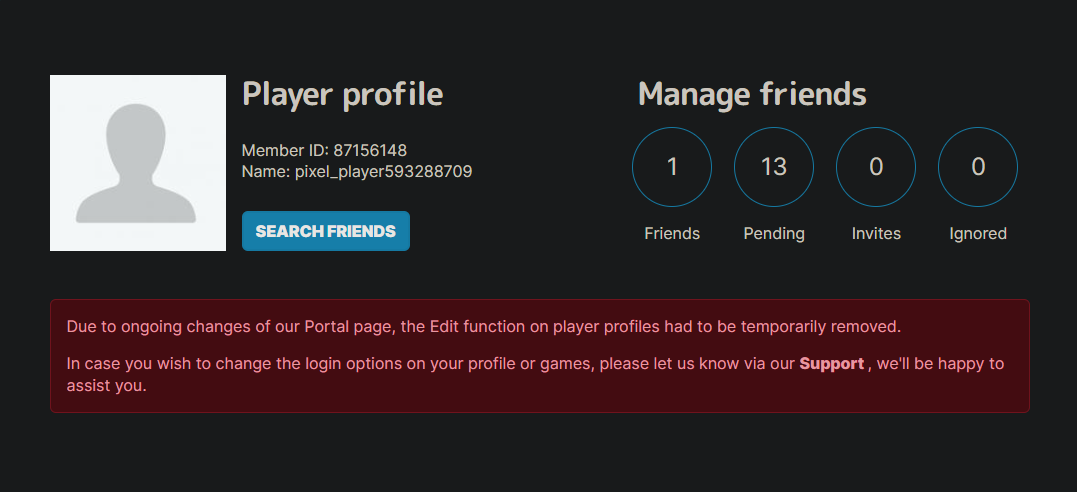 Player profile
Member ID: 87156148
Name: pixel_player593288709
SEARCH FRIENDS
Manage friends
1
13
0
0
Friends
Pending
Invites
Ignored
Due to ongoing changes of our Portal page, the Edit function on player profiles had to be temporarily removed.
In case you wish to change the login options on your profile or games, please let us know via our Support , we'll be happy to
assist you.